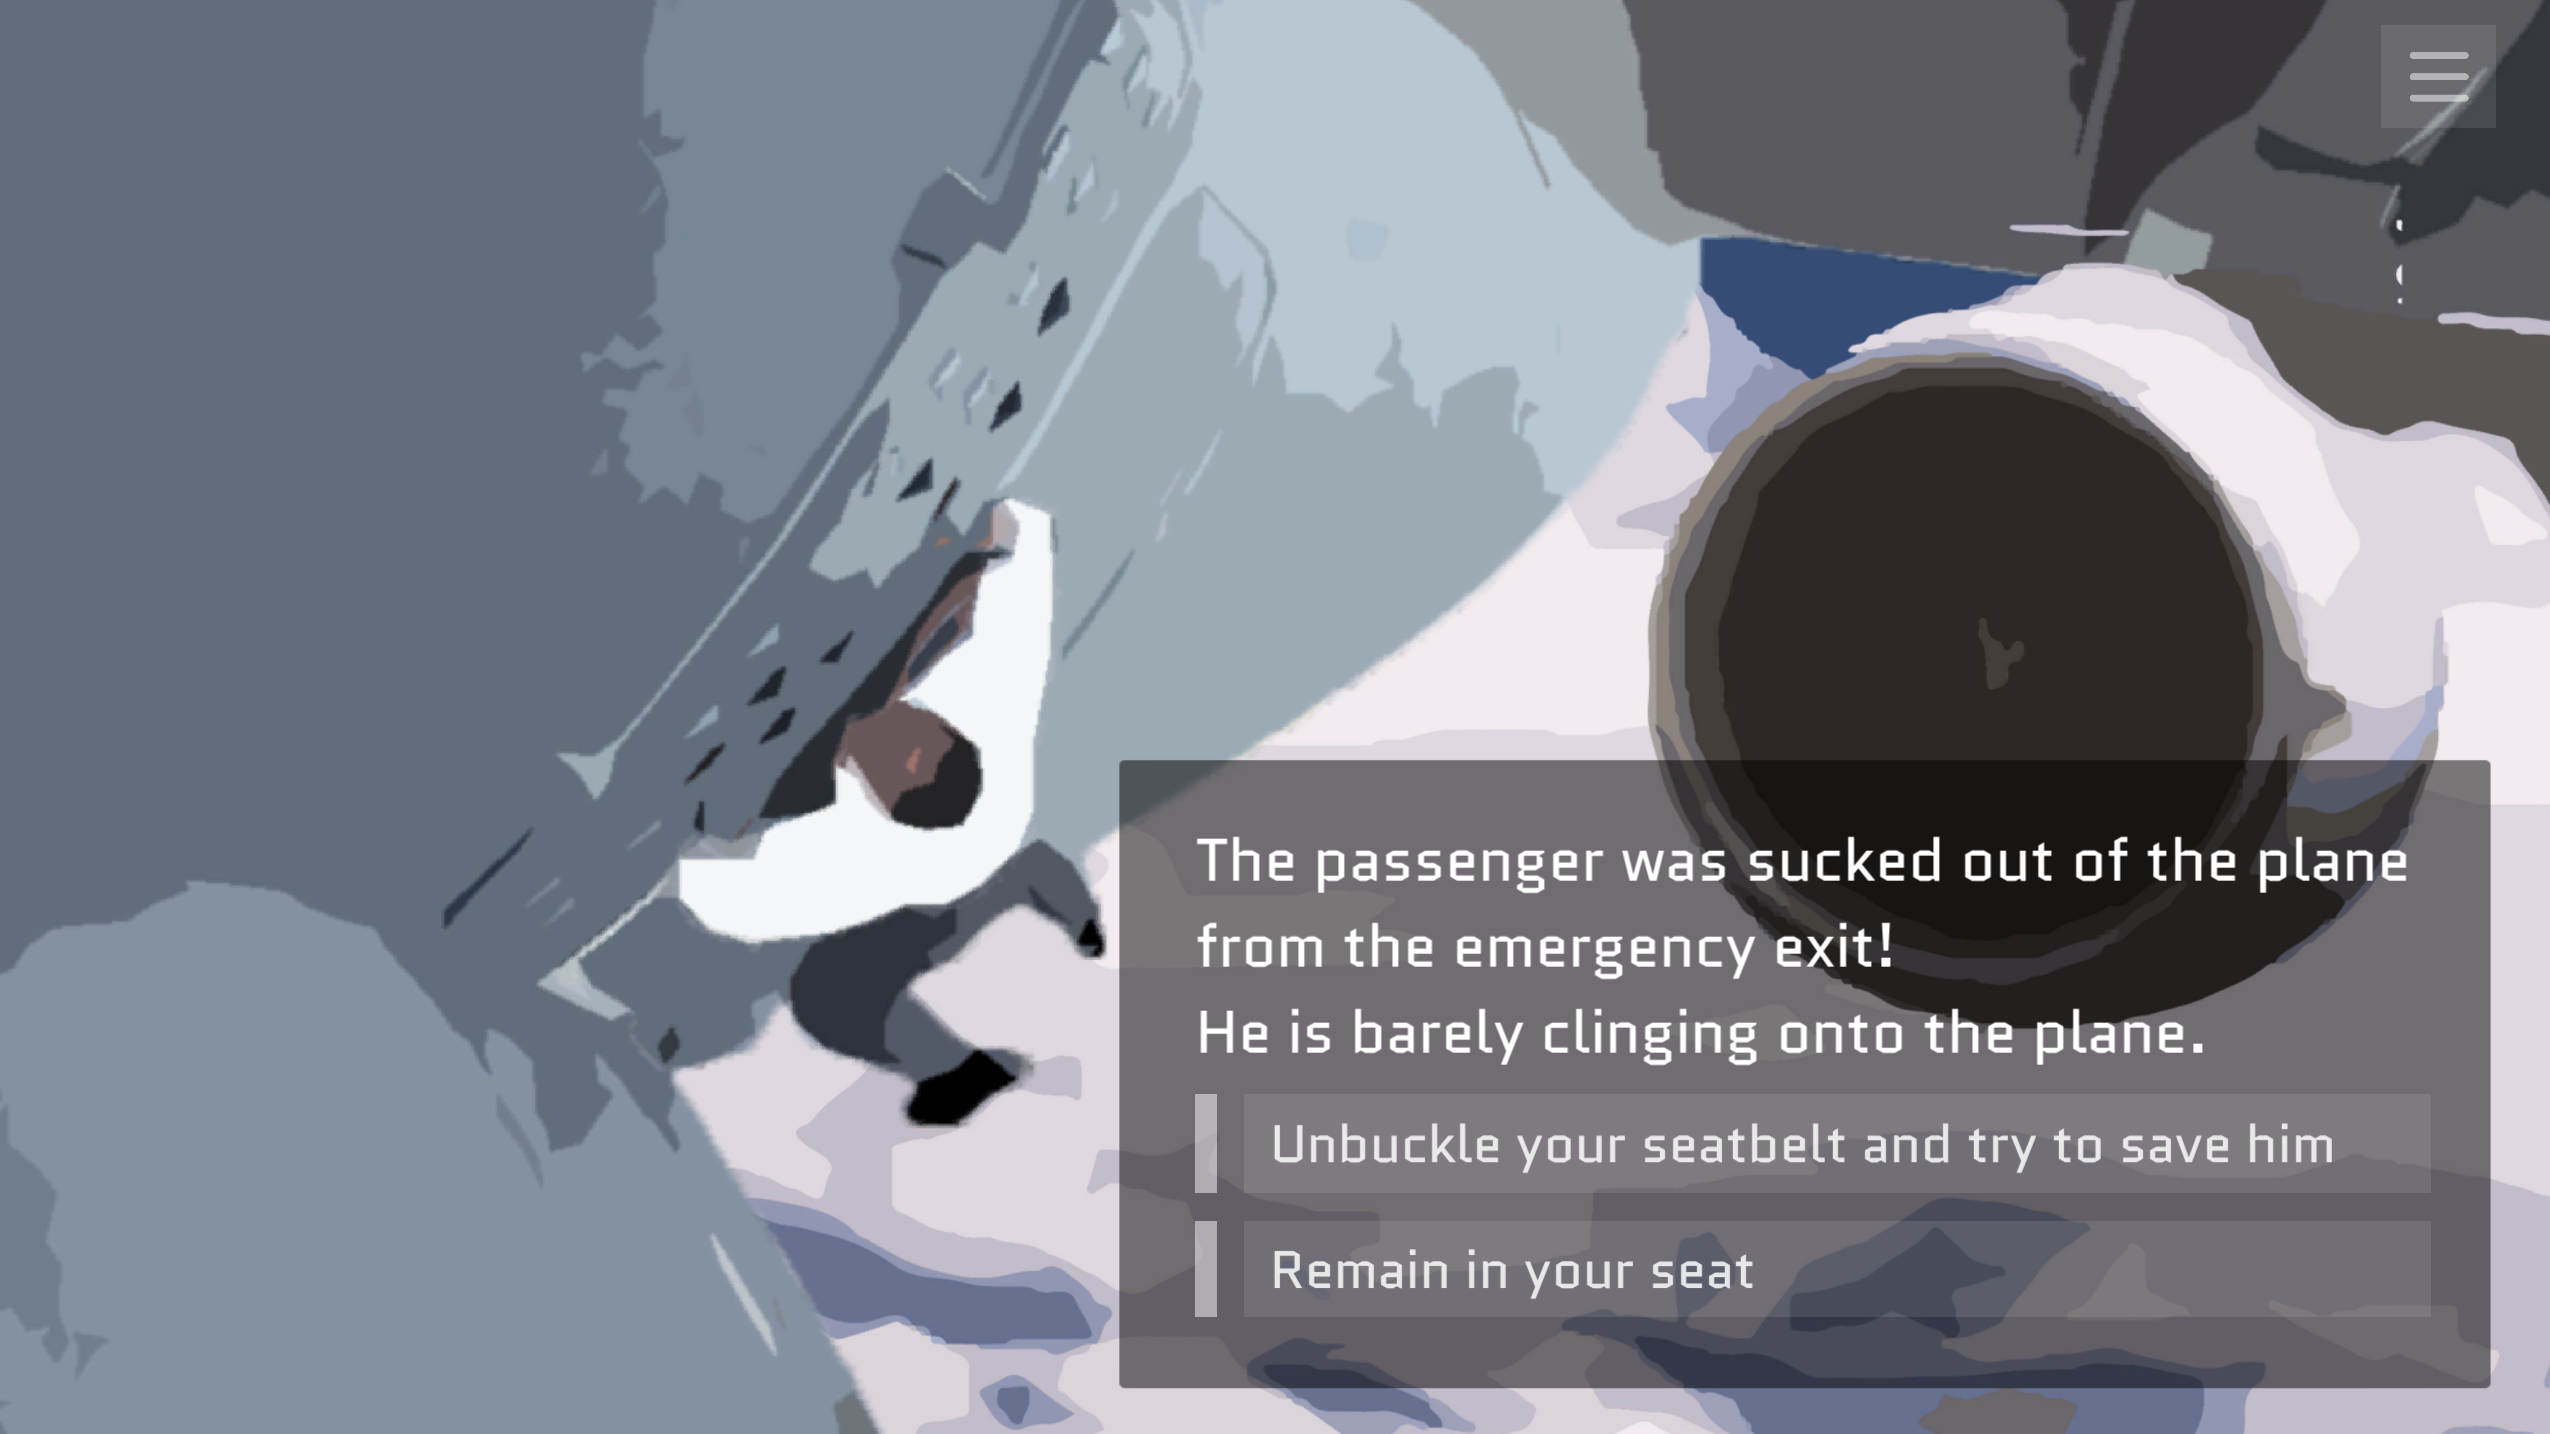 The passenger was sucked out of the plane
from the emergency exit!
He is barely clinging onto the plane.
Unbuckle your seatbelt and try to save him
Remain in your seat